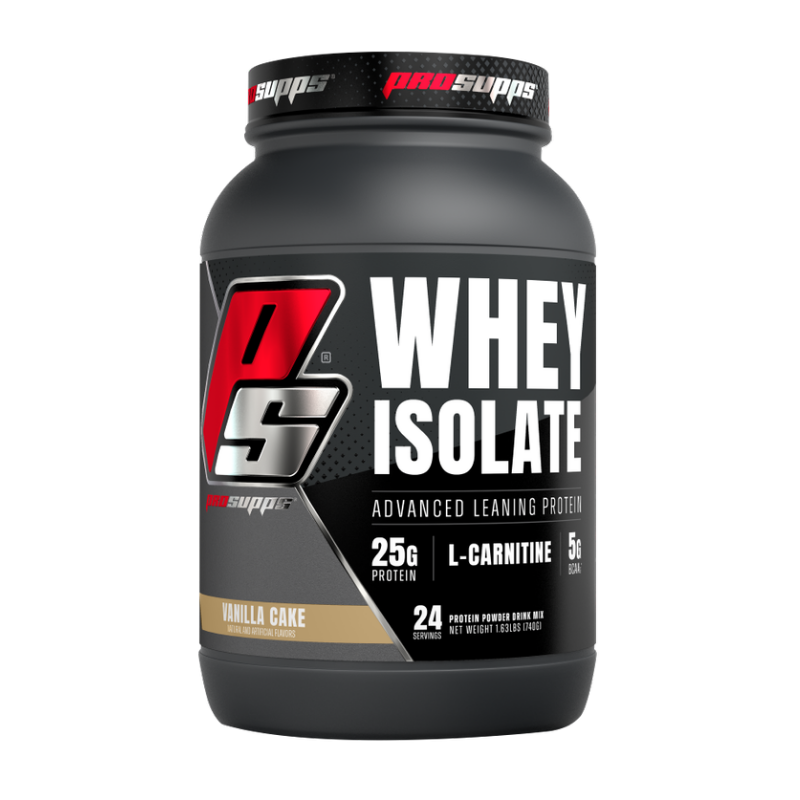 SUPPS
PROSUPPS®
PS
®
PROSUPPS
WHEY
ISOLATE
ADVANCED LEANING PROTEIN
25G
PROTEIN
L-CARNITINE
5G
BCAA
VANILLA CAKE
NATURAL AND ARTIFICIAL FLAVORS
24
SERVINGS
PROTEIN POWDER DRINK MIX
NET WEIGHT 1.63LBS (740G)